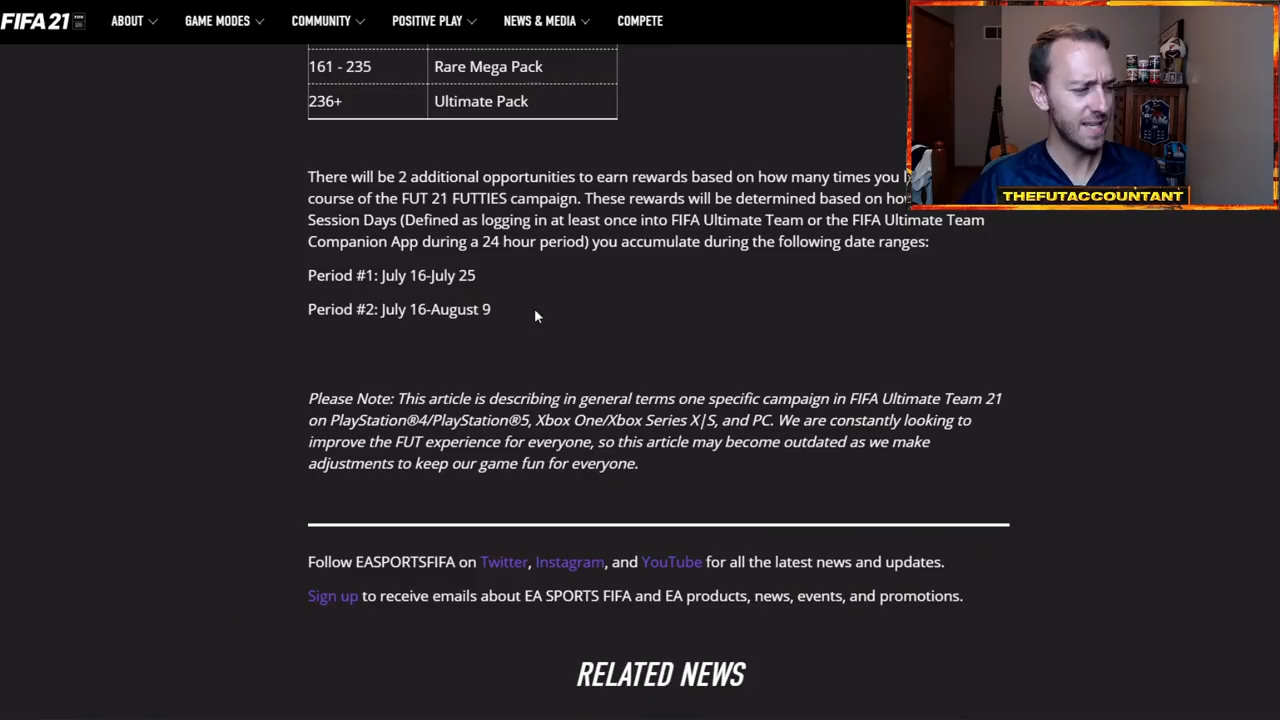 FIFA 21 ABOUT GAME MODES COMMUNITY POSITIVE PLAY NEWS & MEDIA COMPETE
161 - 235 Rare Mega Pack
236+ Ultimate Pack
THEFUTACCOUNTANT
There will be 2 additional opportunities to earn rewards based on how many times you
course of the FUT 21 FUTTIES campaign. These rewards will be determined based on
Session Days (Defined as logging in at least once into FIFA Ultimate Team or the FIFA Ultimate Team
Companion App during a 24 hour period) you accumulate during the following date ranges:
Period #1: July 16-July 25
Period #2: July 16-August 9
Please Note: This article is describing in general terms one specific campaign in FIFA Ultimate Team 21
on PlayStation®4/PlayStation®5, Xbox One/Xbox Series X|S, and PC. We are constantly looking to
improve the FUT experience for everyone, so this article may become outdated as we make
adjustments to keep our game fun for everyone.
Follow EASPORTSFIFA on Twitter, Instagram, and YouTube for all the latest news and updates.
Sign up to receive emails about EA SPORTS FIFA and EA products, news, events, and promotions.
RELATED NEWS